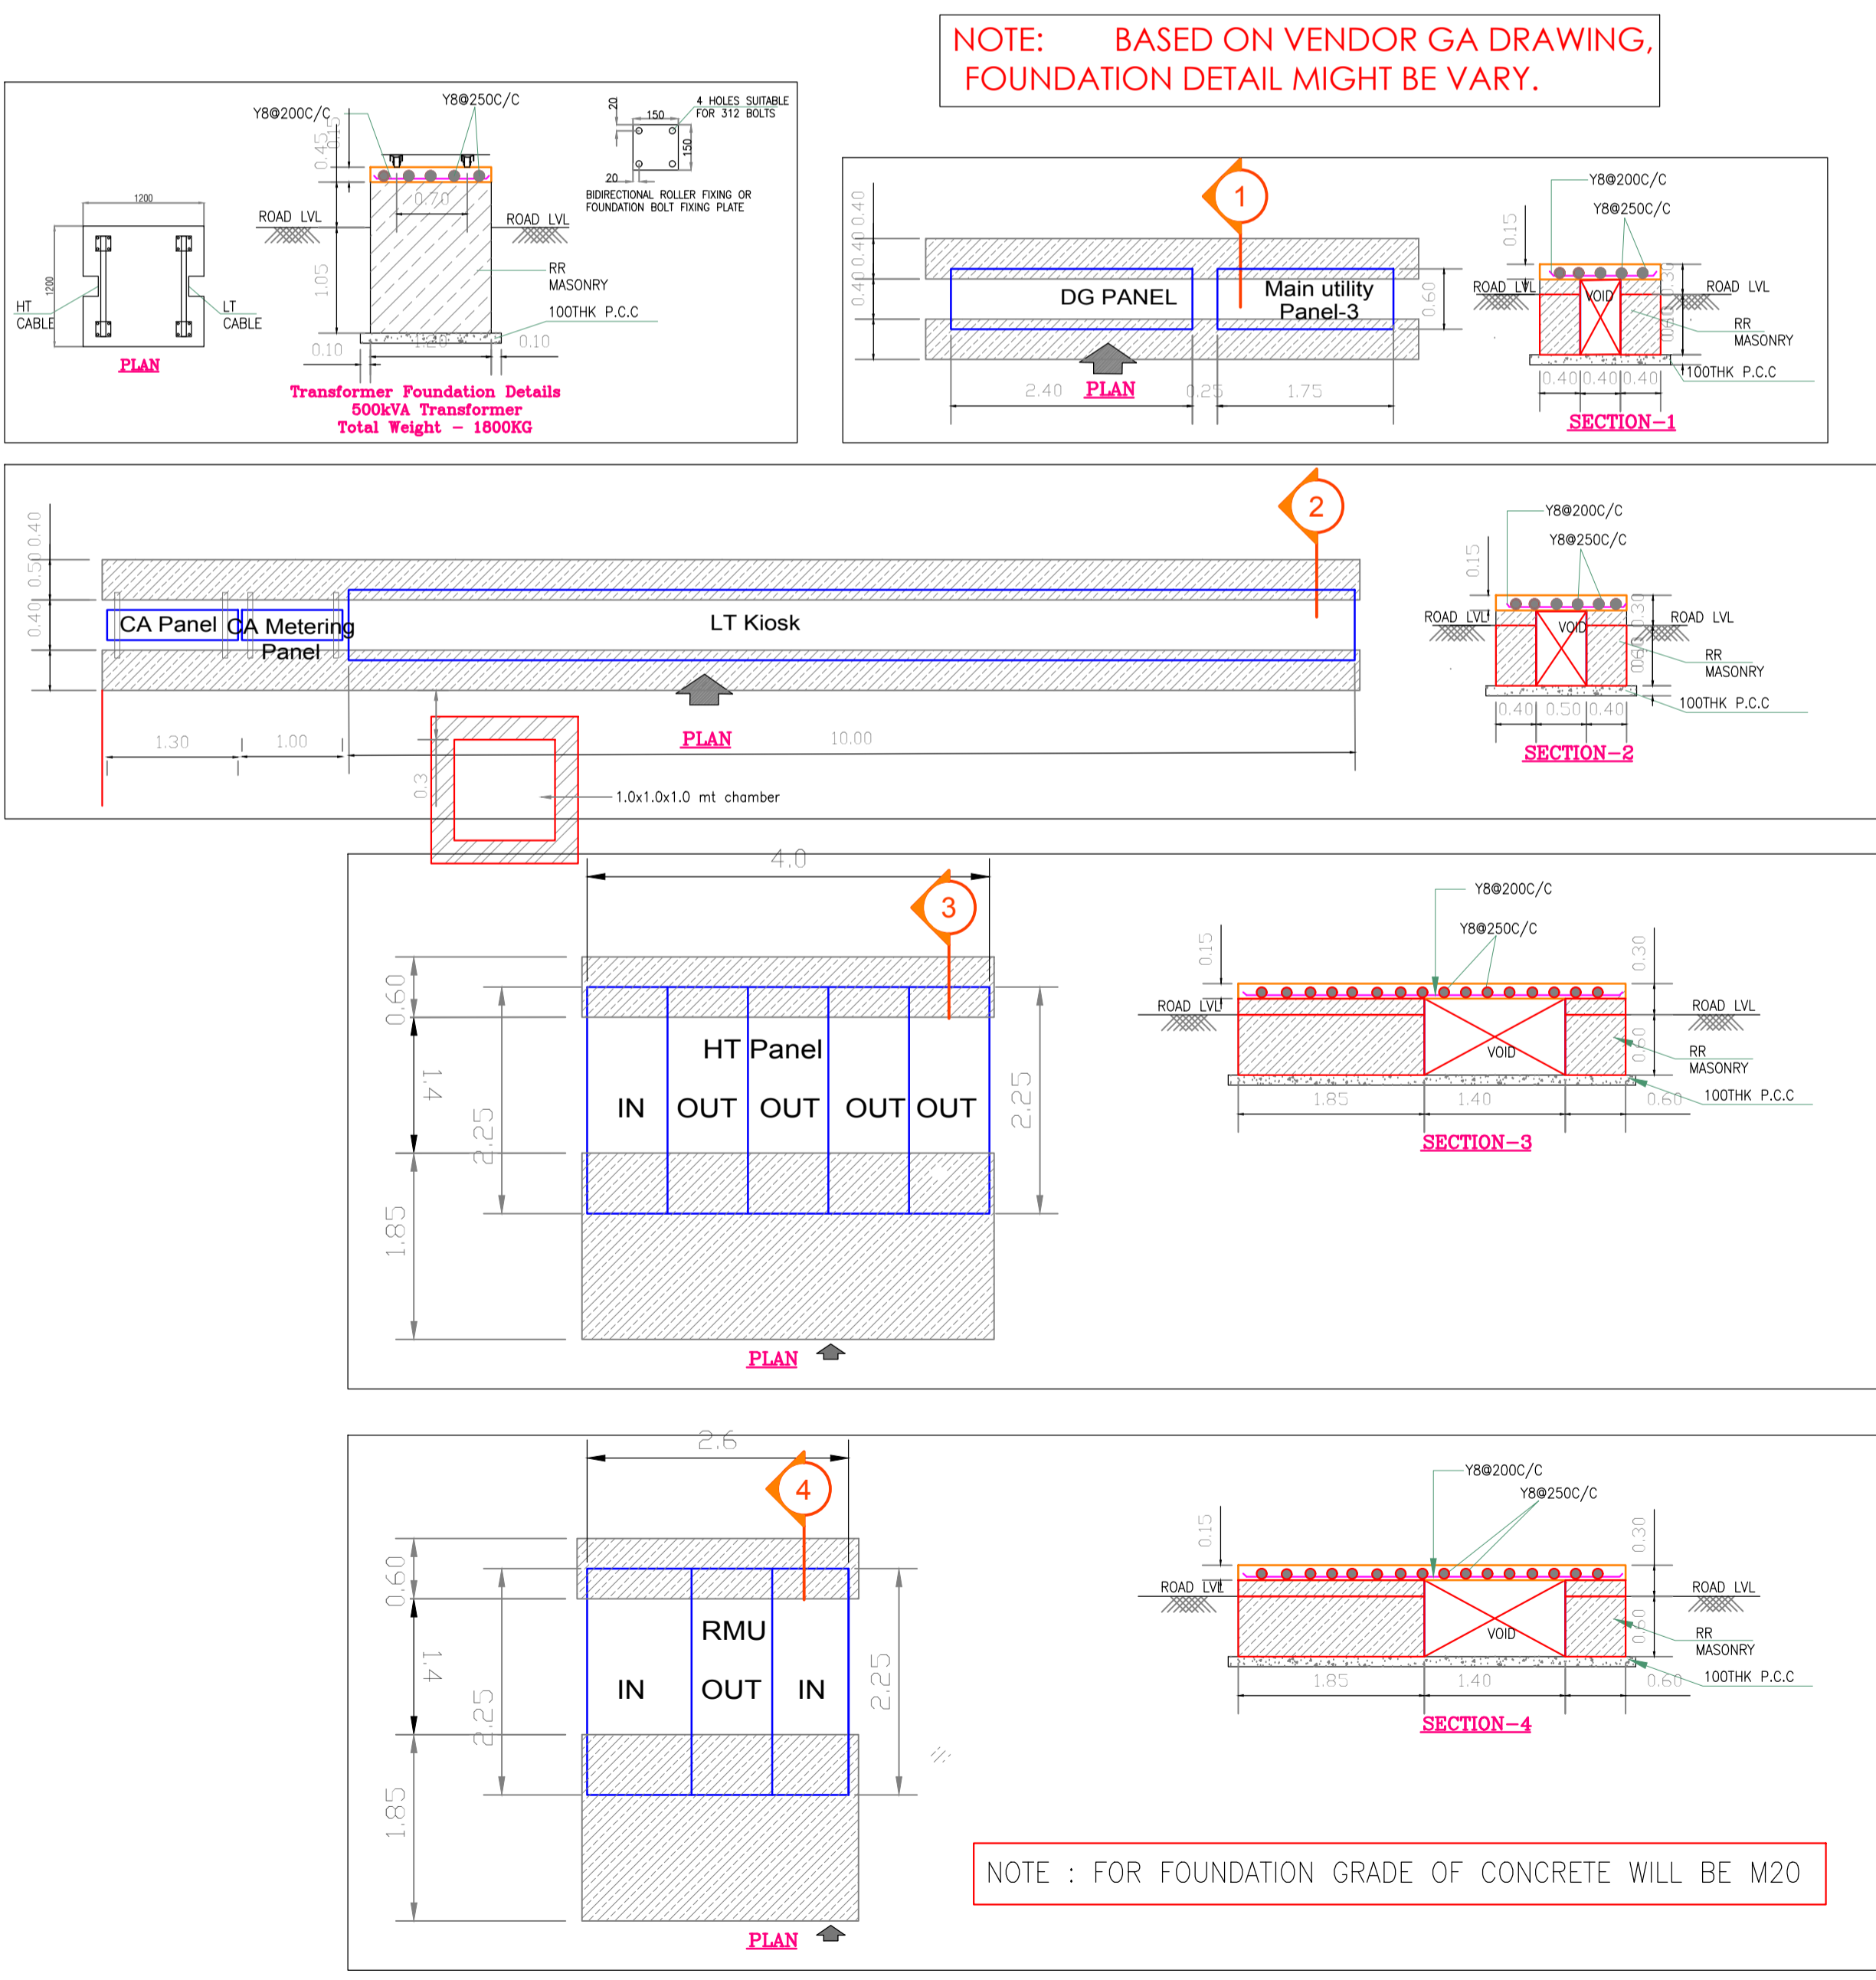 NOTE: BASED ON VENDOR GA DRAWING,
FOUNDATION DETAIL MIGHT BE VARY.
1200
1200
HT
CABLE
LT
CABLE
PLAN
Y8@200C/C
Y8@250C/C
0.45
0.15
0.70
ROAD LVL
ROAD LVL
1.05
RR
MASONRY
100THK P.C.C
0.10
1.20
0.10
20
150
150
20
4 HOLES SUITABLE
FOR 312 BOLTS
BIDIRECTIONAL ROLLER FIXING OR
FOUNDATION BOLT FIXING PLATE
Transformer Foundation Details
500kVA Transformer
Total Weight - 1800KG
1
0.40
0.40
0.40
DG PANEL
Main utility
Panel-3
0.60
2.40
0.25
1.75
PLAN
Y8@200C/C
Y8@250C/C
0.15
ROAD LVL
VOID
0.30
0.60
ROAD LVL
RR
MASONRY
100THK P.C.C
0.40
0.40
0.40
SECTION-1
2
0.40
0.50
0.40
CA Panel
CA Metering
Panel
LT Kiosk
1.30
1.00
10.00
PLAN
0.3
1.0x1.0x1.0 mt chamber
Y8@200C/C
Y8@250C/C
0.15
ROAD LVL
VOID
0.30
0.60
ROAD LVL
RR
MASONRY
100THK P.C.C
0.40
0.50
0.40
SECTION-2
4.0
3
0.60
1.4
1.85
2.25
HT Panel
IN OUT OUT OUT OUT
2.25
PLAN
Y8@200C/C
Y8@250C/C
0.15
0.30
ROAD LVL
VOID
0.60
ROAD LVL
RR
MASONRY
100THK P.C.C
1.85
1.40
0.60
SECTION-3
2.6
4
0.60
1.4
1.85
2.25
RMU
IN OUT IN
2.25
PLAN
Y8@200C/C
Y8@250C/C
0.15
0.30
ROAD LVL
VOID
0.60
ROAD LVL
RR
MASONRY
100THK P.C.C
1.85
1.40
0.60
SECTION-4
NOTE : FOR FOUNDATION GRADE OF CONCRETE WILL BE M20